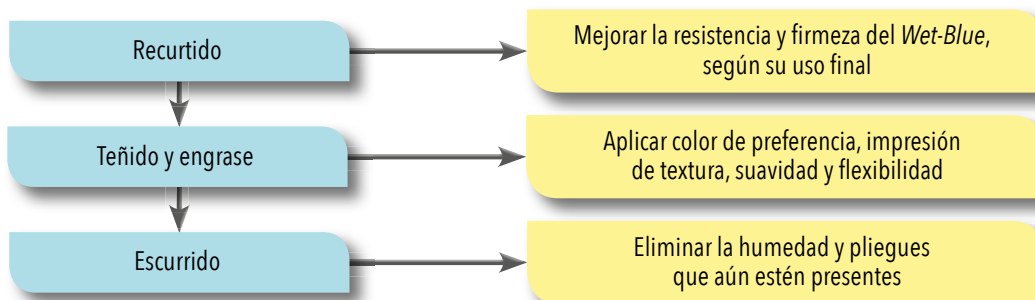 Recurtido
Mejorar la resistencia y firmeza del Wet-Blue,
según su uso final
Teñido y engrase
Aplicar color de preferencia, impresión
de textura, suavidad y flexibilidad
Escurrido
Eliminar la humedad y pliegues
que aún estén presentes